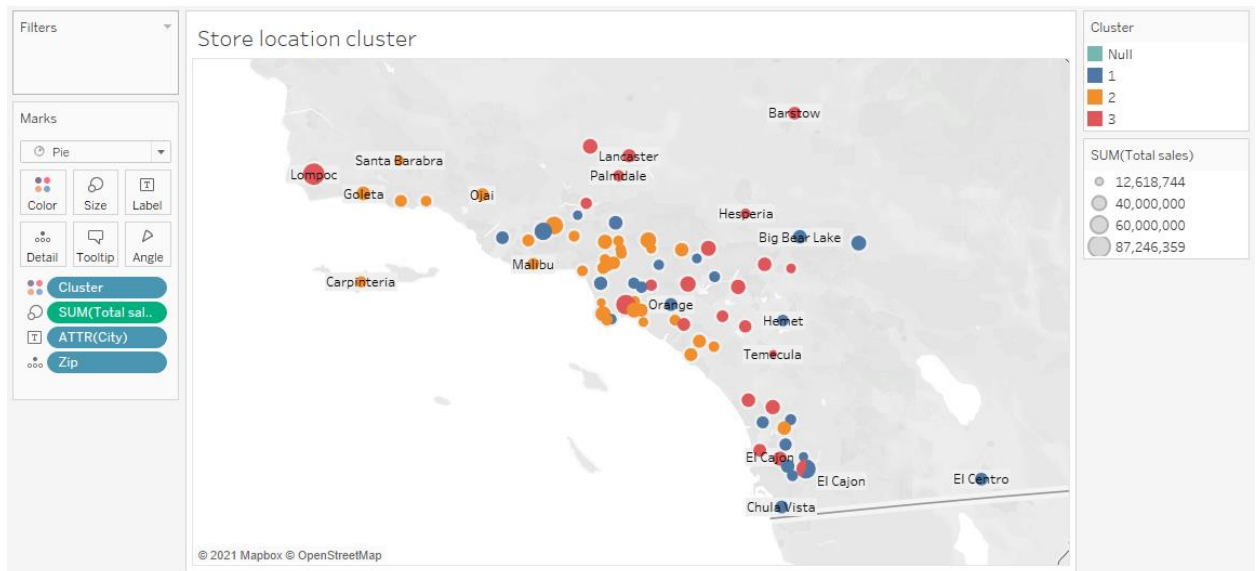 Filters
Marks
Pie
Color
Size
Label
Detail
Tooltip
Angle
Cluster
SUM(Total sal..
T
ATTR(City)
Zip
Store location cluster
Barstow
Lancaster
Santa Barabra
Lompoc
Palmdale
Goleta
Ojai
Hesperia
Big Bear Lake
Malibu
Carpinteria
Orange
Hemet
Temecula
El Cajon
El Cajon
El Centro
Chula Vista
© 2021 Mapbox © OpenStreetMap
Cluster
Null
1
2
3
SUM(Total sales)
12,618,744
40,000,000
60,000,000
87,246,359